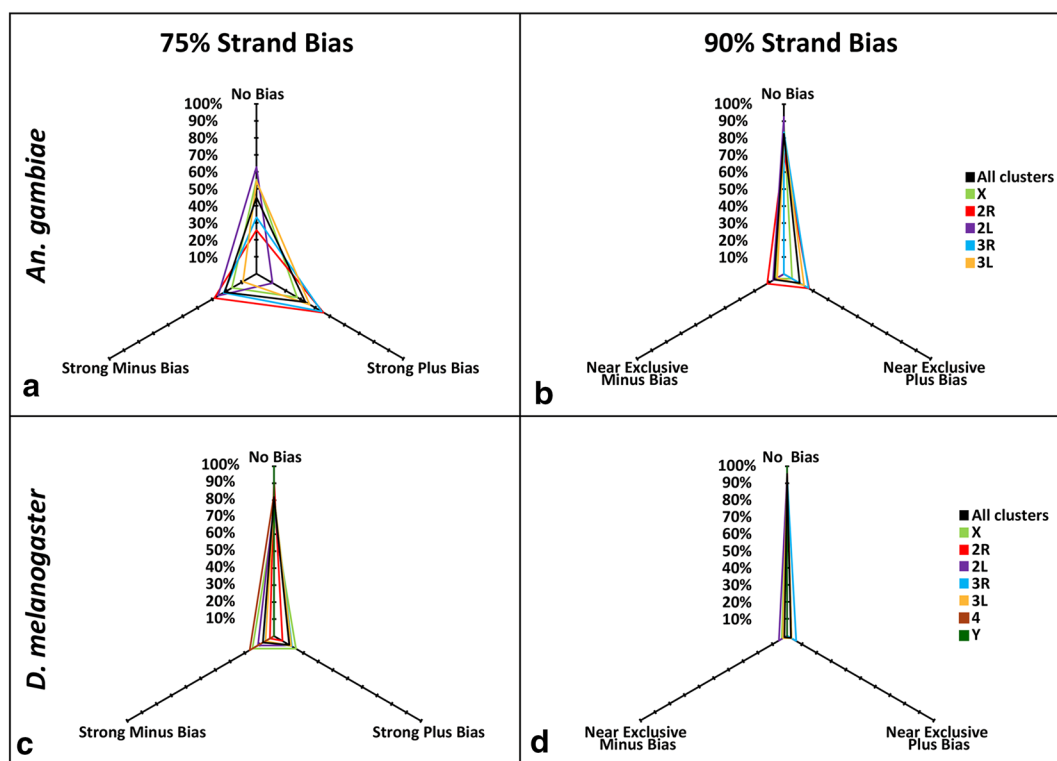 75% Strand Bias
90% Strand Bias
An. gambiae
No Bias
100%
90%
80%
70%
60%
50%
40%
30%
20%
10%
Strong Minus Bias
Strong Plus Bias
a
No Bias
100%
90%
80%
70%
60%
50%
40%
30%
20%
10%
Near Exclusive
Minus Bias
Near Exclusive
Plus Bias
All clusters
X
2R
2L
3R
3L
b
D. melanogaster
No Bias
100%
90%
80%
70%
60%
50%
40%
30%
20%
10%
Strong Minus Bias
Strong Plus Bias
c
No Bias
100%
90%
80%
70%
60%
50%
40%
30%
20%
10%
Near Exclusive
Minus Bias
Near Exclusive
Plus Bias
All clusters
X
2R
2L
3R
3L
4
Y
d